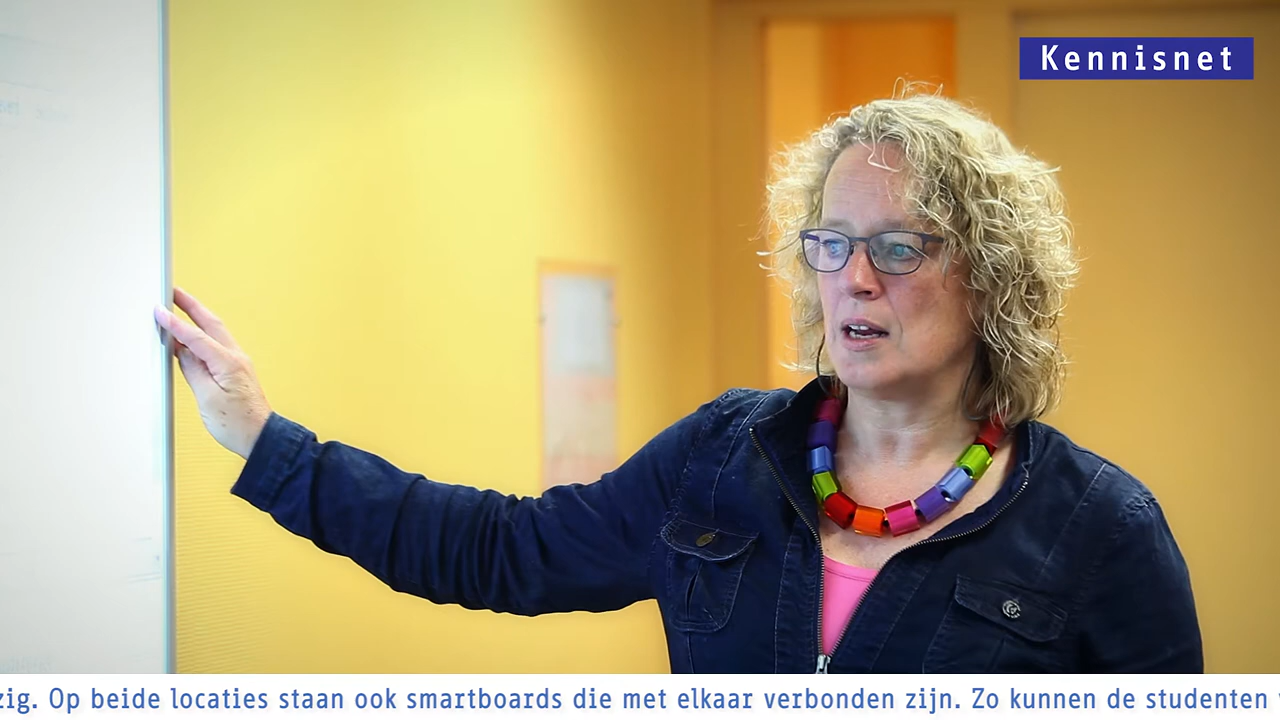 Kennisnet
zig. Op beide locaties staan ook smartboards die met elkaar verbonden zijn. Zo kunnen de studenten